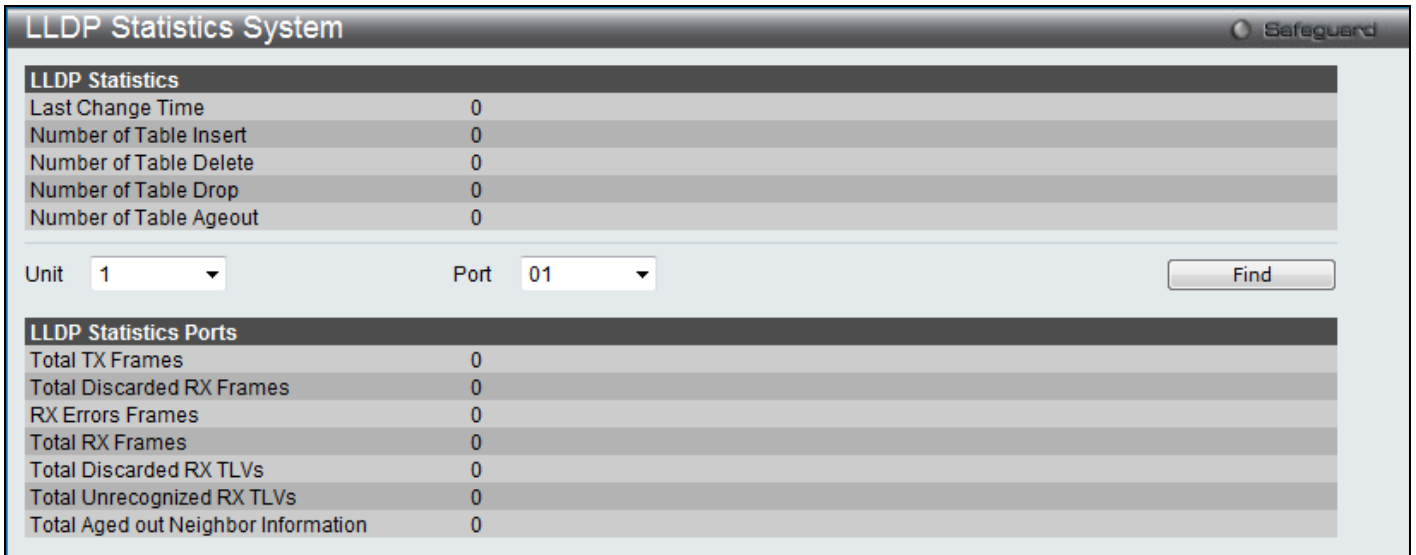 LLDP Statistics System Safeguard
LLDP Statistics
Last Change Time 0
Number of Table Insert 0
Number of Table Delete 0
Number of Table Drop 0
Number of Table Ageout 0
Unit 1 Port 01 Find
LLDP Statistics Ports
Total TX Frames 0
Total Discarded RX Frames 0
RX Errors Frames 0
Total RX Frames 0
Total Discarded RX TLVs 0
Total Unrecognized RX TLVs 0
Total Aged out Neighbor Information 0